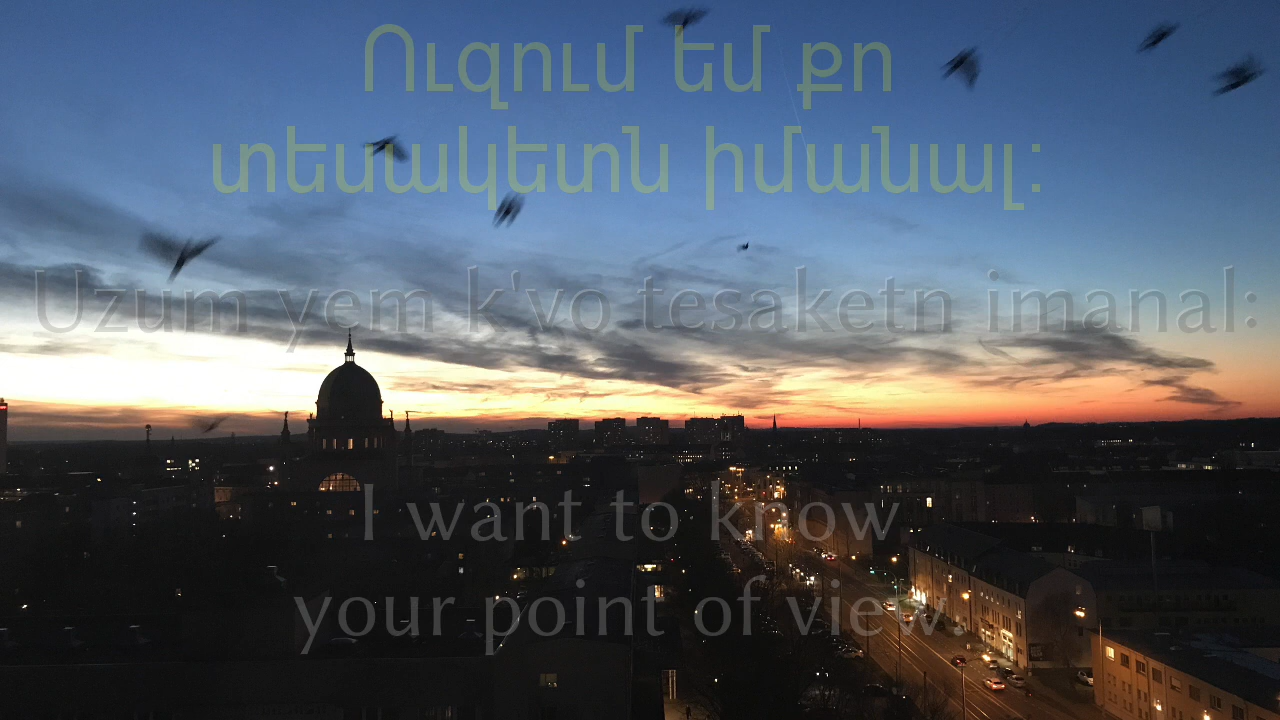 Ուզում եմ քո
տեսակետն իմանալ:
Uzum yem k'vo tesaketn imanal:
I want to know
your point of view.